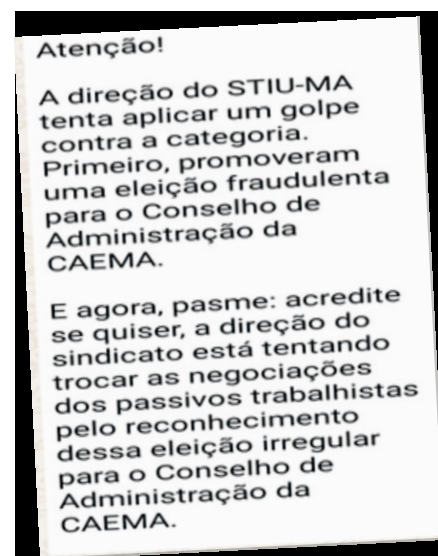 Atenção!
A direção do STIU-MA
tenta aplicar um golpe
contra a categoria.
Primeiro, promoveram
uma eleição fraudulenta
para o Conselho de
Administração da
CAEMA.
E agora, pasme: acredite
se quiser, a direção do
sindicato está tentando
trocar as negociações
dos passivos trabalhistas
pelo reconhecimento
dessa eleição irregular
para o Conselho de
Administração da
CAEMA.